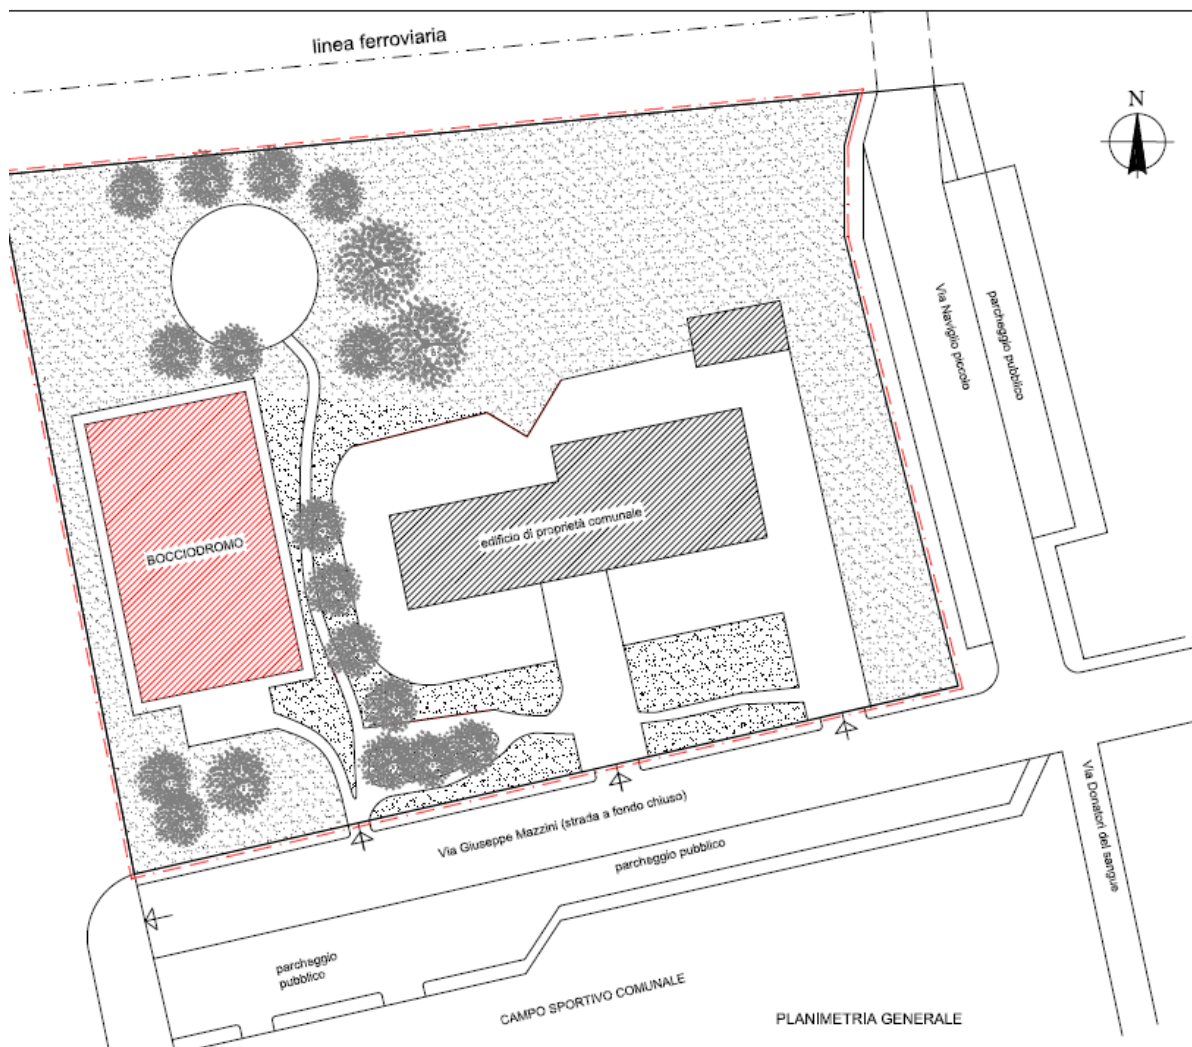 linea ferroviaria
N
Via Naviglio piccolo
parcheggio pubblico
edificio di proprietà comunale
BOCCIODROMO
Via Giuseppe Mazzini (strada a fondo chiuso)
parcheggio pubblico
Via Donatori del sangue
parcheggio
pubblico
CAMPO SPORTIVO COMUNALE
PLANIMETRIA GENERALE